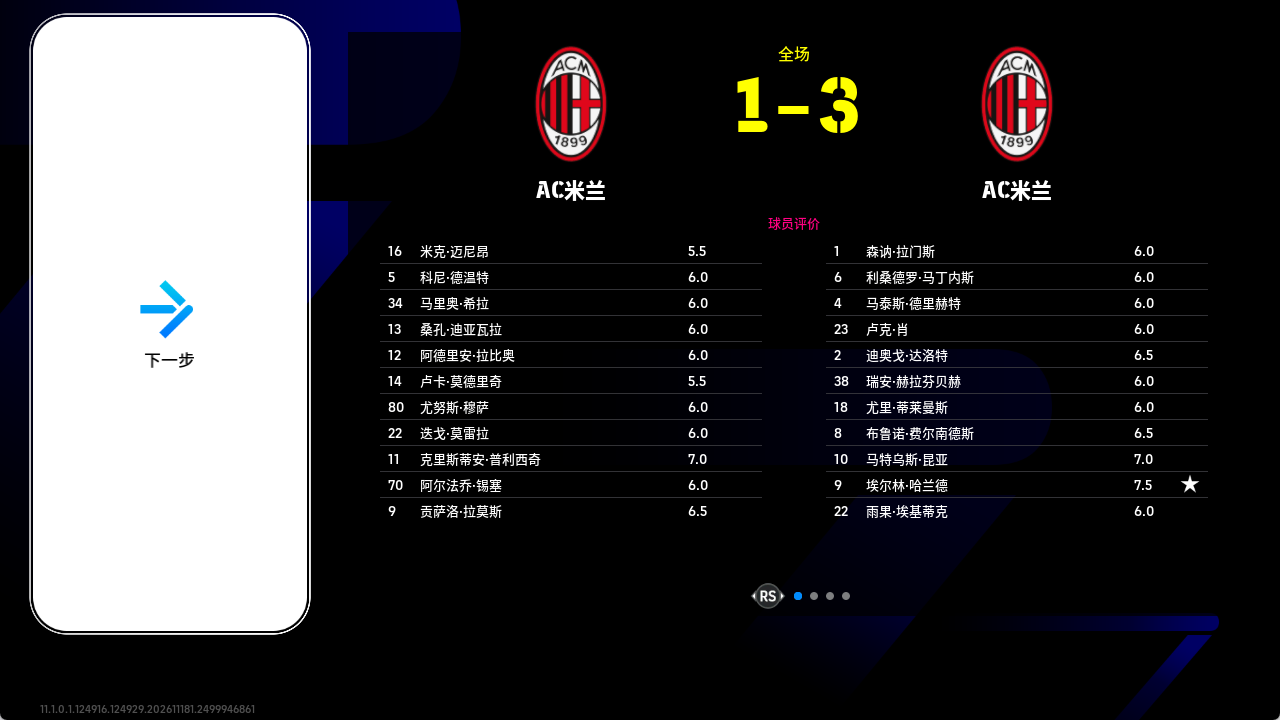 全场
ACM 1899
1-3
ACM 1899
AC米兰
AC米兰
球员评价
16 米克·迈尼昂 5.5
1 森讷·拉门斯 6.0
5 科尼·德温特 6.0
6 利桑德罗·马丁内斯 6.0
34 马里奥·希拉 6.0
4 马泰斯·德里赫特 6.0
13 桑孔·迪亚瓦拉 6.0
23 卢克·肖 6.0
12 阿德里安·拉比奥 6.0
2 迪奥戈·达洛特 6.5
14 卢卡·莫德里奇 5.5
38 瑞安·赫拉芬贝赫 6.0
80 尤努斯·穆萨 6.0
18 尤里·蒂莱曼斯 6.0
22 迭戈·莫雷拉 6.0
8 布鲁诺·费尔南德斯 6.5
11 克里斯蒂安·普利西奇 7.0
10 马特乌斯·昆亚 7.0
70 阿尔法乔·锡塞 6.0
9 埃尔林·哈兰德 7.5
9 贡萨洛·拉莫斯 6.5
22 雨果·埃基蒂克 6.0
下一步
RS
11.1.0.1.124916.124929.202611181.2499946861